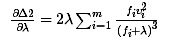 ∂Δ2/∂λ = 2λ ∑_{i=1}^{m} f_i v_i^2/(f_i+λ)^3